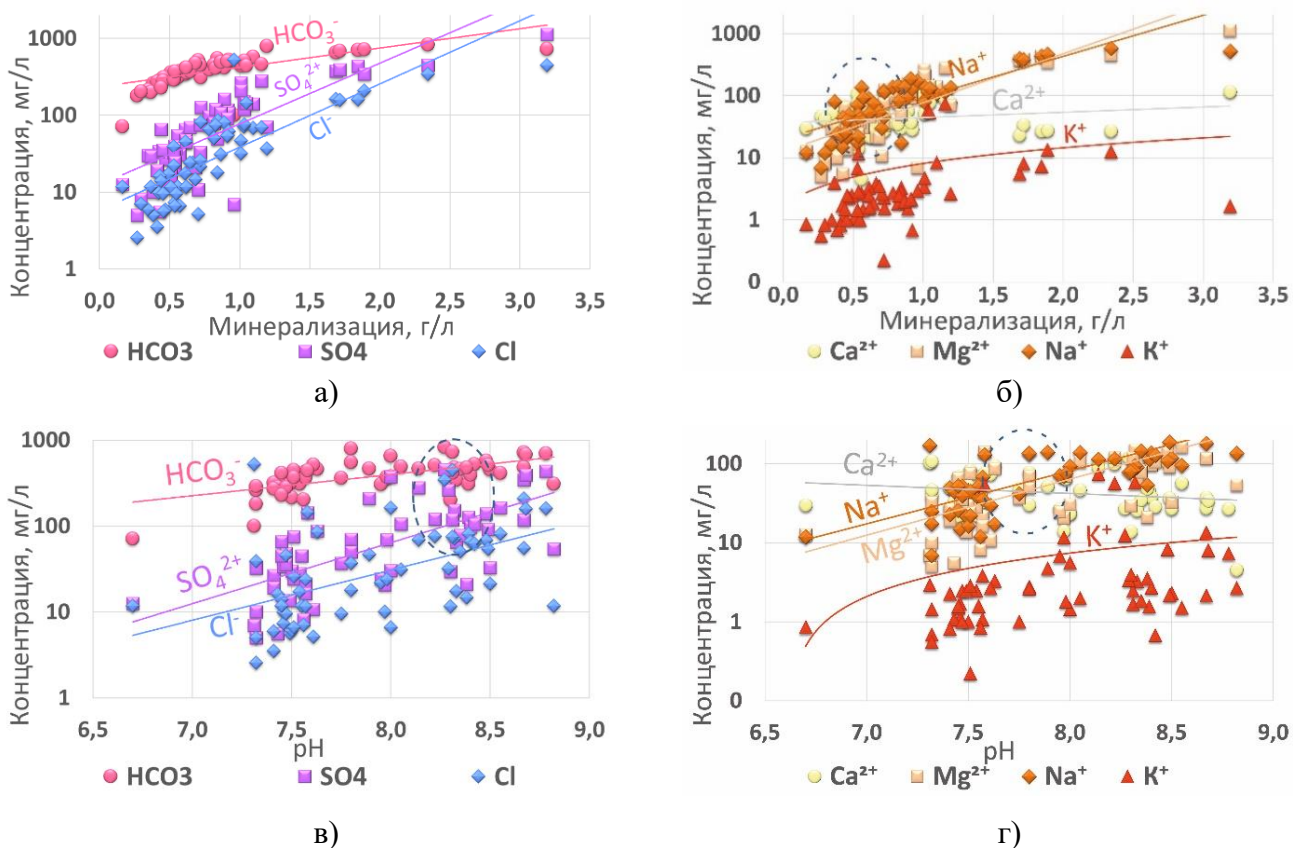 Концентрация, мг/л
1000
100
10
1
HCO₃⁻
SO₄²⁺
Cl⁻
0,0 0,5 1,0 1,5 2,0 2,5 3,0 3,5
Минерализация, г/л
HCO3 SO4 Cl
а)
Концентрация, мг/л
1000
100
10
1
0
Na⁺
Ca²⁺
K⁺
0,0 0,5 1,0 1,5 2,0 2,5 3,0 3,5
Минерализация, г/л
Ca²⁺ Mg²⁺ Na⁺ K⁺
б)
Концентрация, мг/л
1000
100
10
1
HCO₃⁻
SO₄²⁺
Cl⁻
6,5 7,0 7,5 8,0 8,5 9,0
pH
HCO3 SO4 Cl
в)
Концентрация, мг/л
100
10
1
0
Ca²⁺
Na⁺
Mg²⁺
K⁺
6,5 7,0 7,5 8,0 8,5 9,0
pH
Ca²⁺ Mg²⁺ Na⁺ K⁺
г)